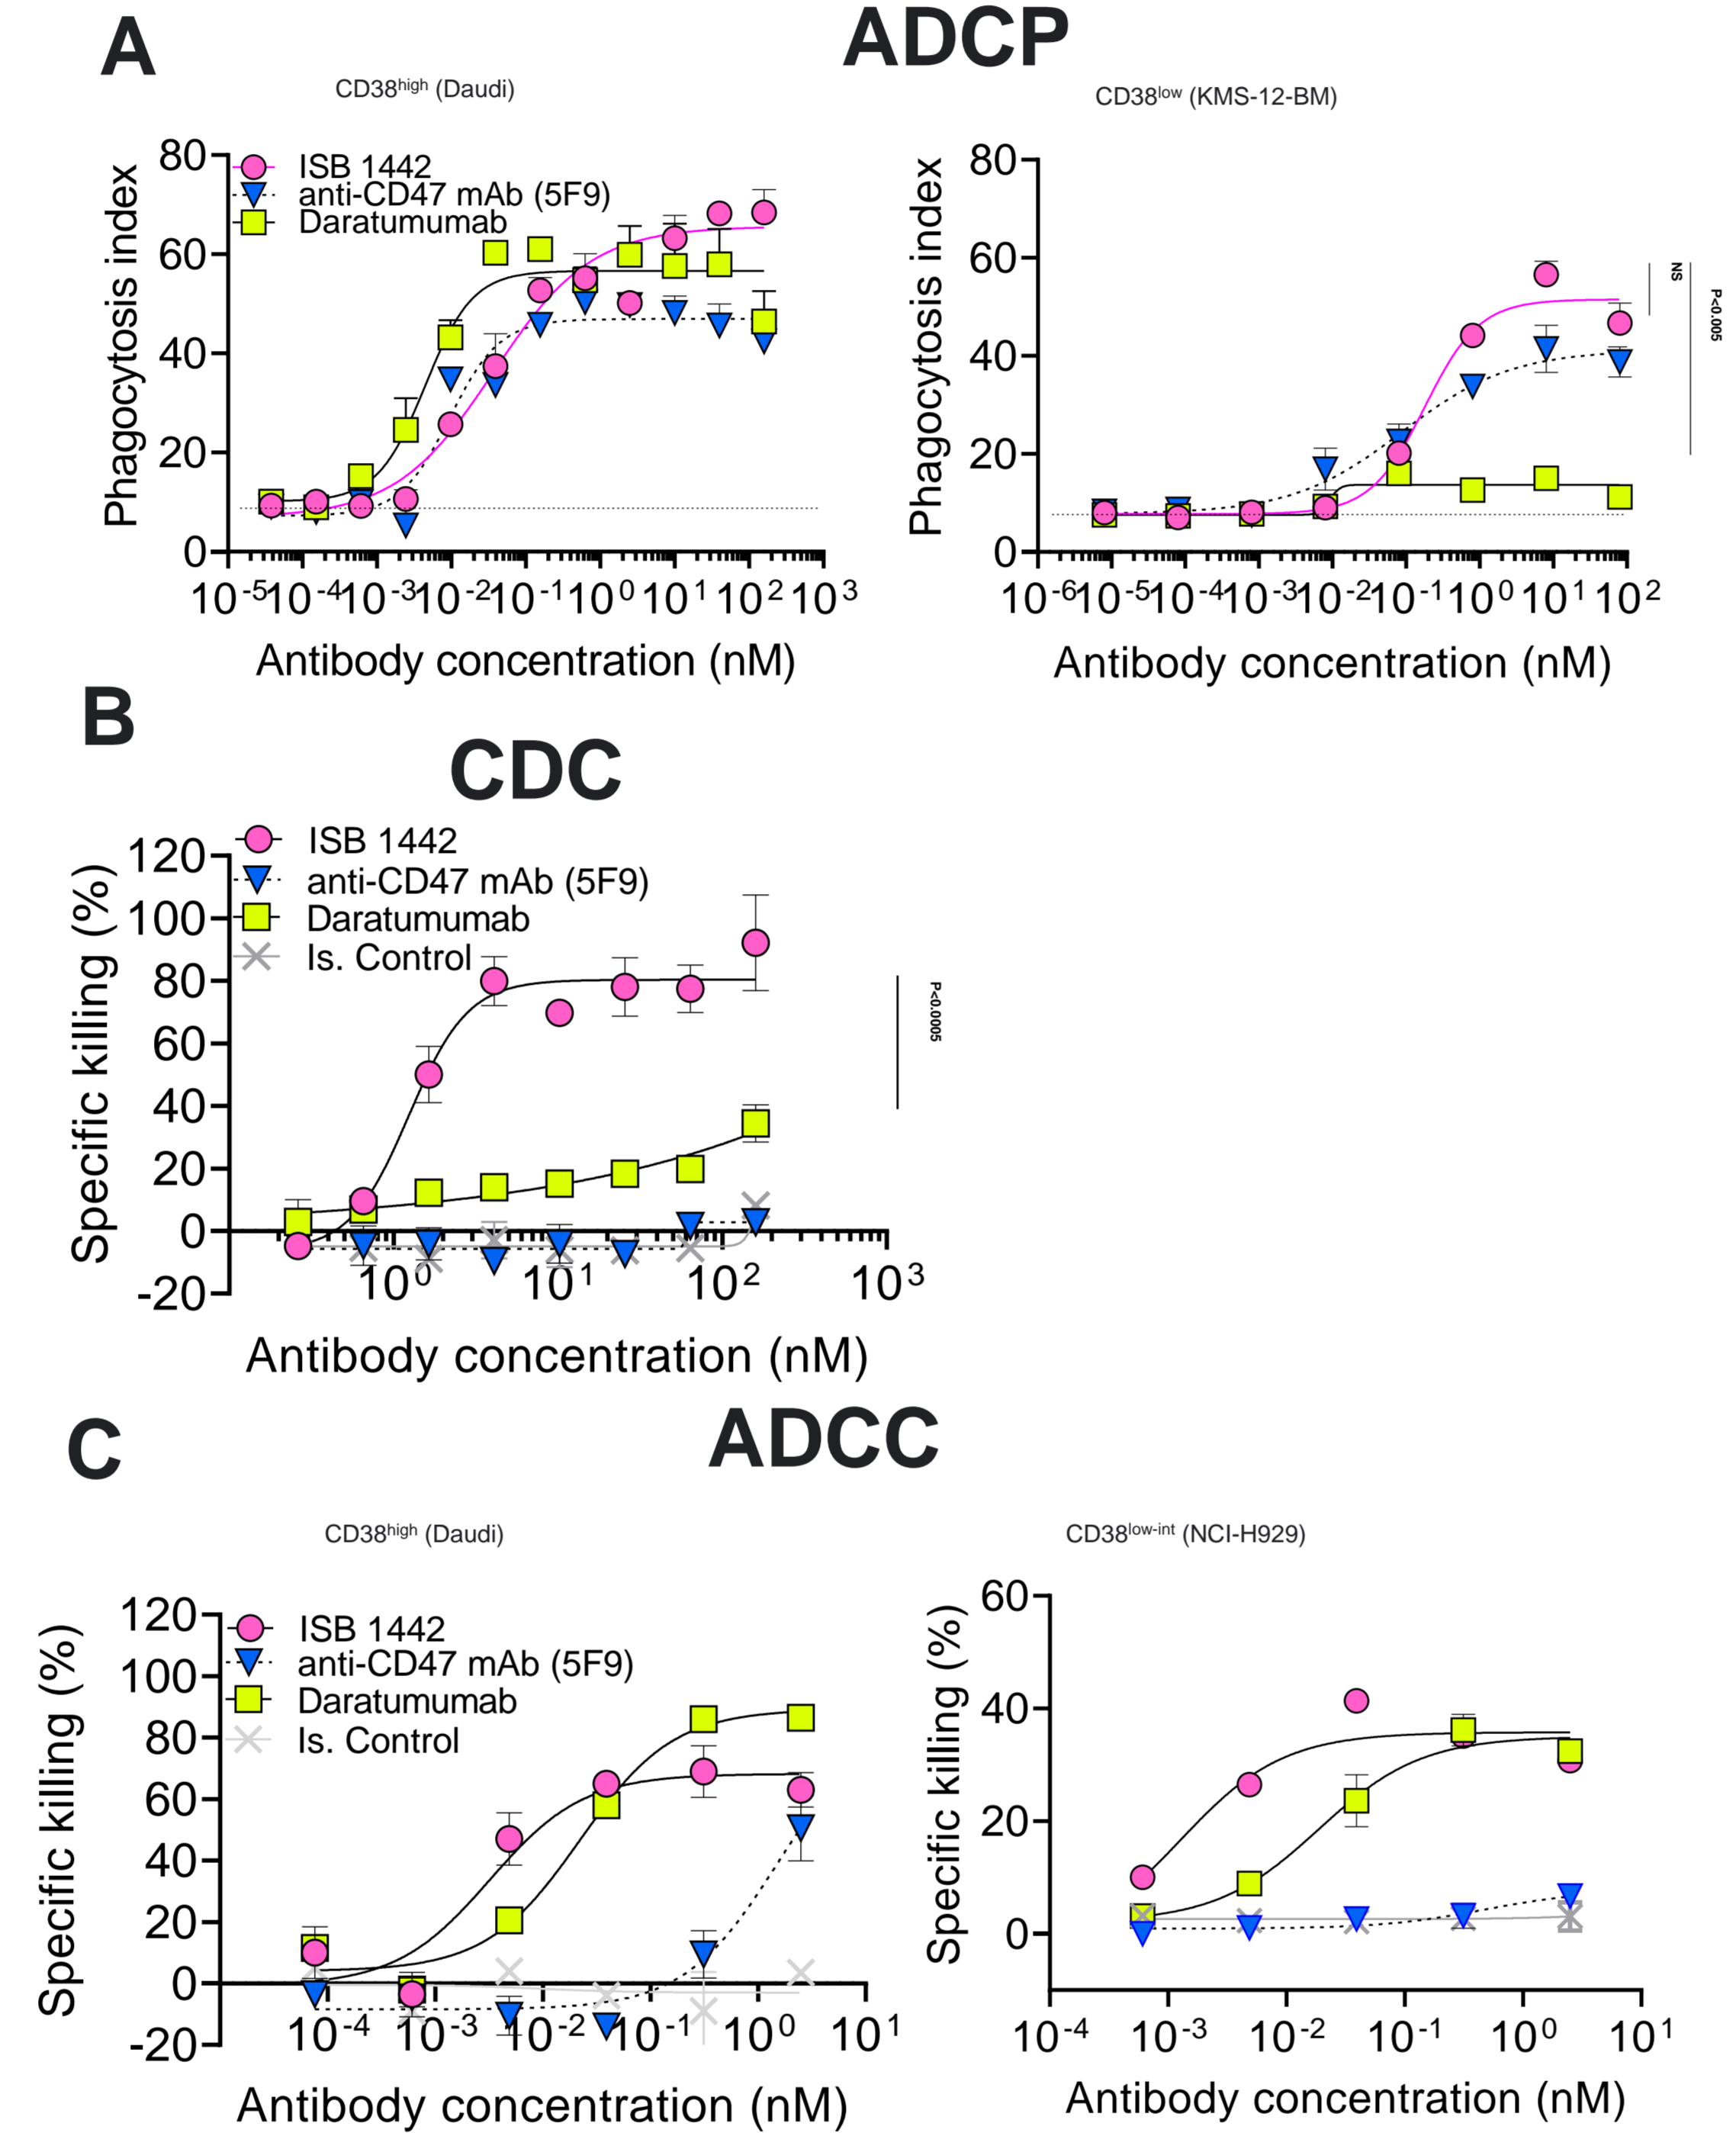 A
ADCP
CD38high (Daudi)
CD38low (KMS-12-BM)
Phagocytosis index
80
60
40
20
0
ISB 1442
anti-CD47 mAb (5F9)
Daratumumab
10-5 10-4 10-3 10-2 10-1 100 101 102 103
Antibody concentration (nM)
Phagocytosis index
80
60
40
20
0
NS
P<0.005
10-6 10-5 10-4 10-3 10-2 10-1 100 101 102
Antibody concentration (nM)
B
CDC
Specific killing (%)
120
100
80
60
40
20
0
-20
ISB 1442
anti-CD47 mAb (5F9)
Daratumumab
Is. Control
P<0.0005
100 101 102 103
Antibody concentration (nM)
C
ADCC
CD38high (Daudi)
CD38low-int (NCI-H929)
Specific killing (%)
120
100
80
60
40
20
0
-20
ISB 1442
anti-CD47 mAb (5F9)
Daratumumab
Is. Control
10-4 10-3 10-2 10-1 100 101
Antibody concentration (nM)
Specific killing (%)
60
40
20
0
10-4 10-3 10-2 10-1 100 101
Antibody concentration (nM)